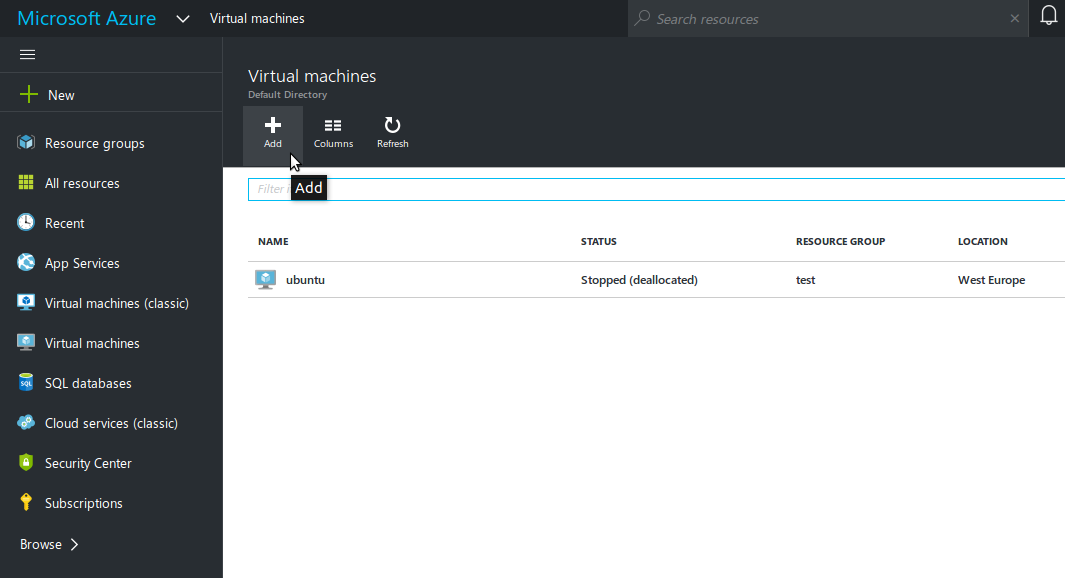 Microsoft Azure Virtual machines Search resources
New
Virtual machines
Default Directory
Add Columns Refresh
Filter
Add
Resource groups
All resources
Recent
App Services
Virtual machines (classic)
Virtual machines
SQL databases
SQL
Cloud services (classic)
Security Center
Subscriptions
Browse
NAME STATUS RESOURCE GROUP LOCATION
ubuntu Stopped (deallocated) test West Europe